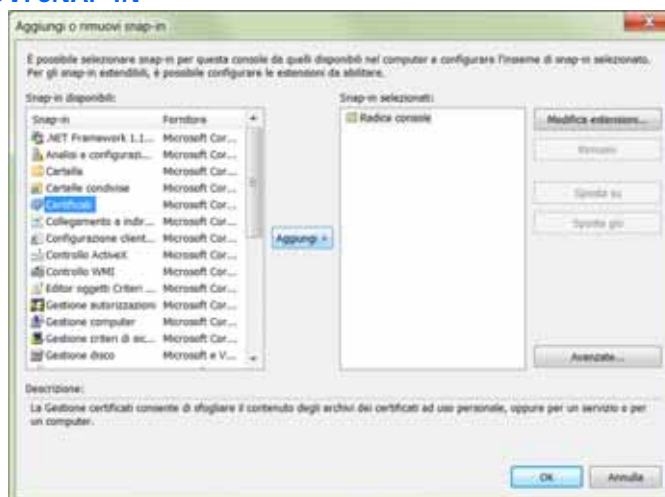 Aggiungi o rimuovi snap-in
È possibile selezionare snap-in per questa console da quelli disponibili nel computer e configurare l'insieme di snap-in selezionato.
Per gli snap-in estendibili, è possibile configurare le estensioni da abilitare.
Snap-in disponibili:
Snap-in selezionati:
Snap-in
Fornitore
.NET Framework 1.1... Microsoft Cor...
Analisi e configurazi... Microsoft Cor...
Cartella Microsoft Cor...
Cartelle condivise Microsoft Cor...
Certificati Microsoft Cor...
Collegamento a indir... Microsoft Cor...
Configurazione client... Microsoft Cor...
Controllo ActiveX Microsoft Cor...
Controllo WMI Microsoft Cor...
Editor oggetti Criteri ... Microsoft Cor...
Gestione autorizzazioni Microsoft Cor...
Gestione computer Microsoft Cor...
Gestione criteri di sic... Microsoft Cor...
Gestione disco Microsoft e V...
Aggiungi >
Radice console
Modifica estensioni...
Rimuovi
Sposta su
Sposta giù
Avanzate...
Descrizione:
La Gestione certificati consente di sfogliare il contenuto degli archivi dei certificati ad uso personale, oppure per un servizio o per
un computer.
OK
Annulla